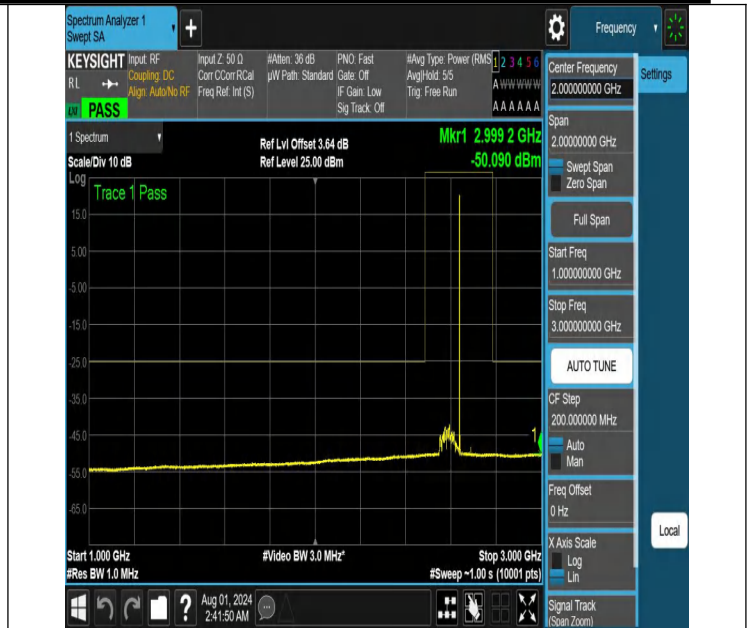 Spectrum Analyzer 1
Swept SA
+
Frequency
KEYSIGHT
RL
PASS
Input: RF
Coupling: DC
Align: Auto/No RF
Input Z: 50 Ω
Corr CCorr RCal
Freq Ref: Int (S)
#Atten: 36 dB
µW Path: Standard
PNO: Fast
Gate: Off
IF Gain: Low
Sig Track: Off
#Avg Type: Power (RMS
Avg|Hold: 5/5
Trig: Free Run
1 2 3 4 5 6
A W W W W W
A A A A A A
1 Spectrum
Scale/Div 10 dB
Ref Lvl Offset 3.64 dB
Ref Level 25.00 dBm
Mkr1 2.999 2 GHz
-50.090 dBm
Log
Trace 1 Pass
15.0
5.00
-5.00
-15.0
-25.0
-35.0
-45.0
-55.0
-65.0
1
Start 1.000 GHz
#Res BW 1.0 MHz
#Video BW 3.0 MHz*
Stop 3.000 GHz
#Sweep ~1.00 s (10001 pts)
?
Aug 01, 2024
2:41:50 AM
Center Frequency
2.000000000 GHz
Settings
Span
2.00000000 GHz
Swept Span
Zero Span
Full Span
Start Freq
1.000000000 GHz
Stop Freq
3.000000000 GHz
AUTO TUNE
CF Step
200.000000 MHz
Auto
Man
Freq Offset
0 Hz
X Axis Scale
Log
Lin
Local
Signal Track
(Span Zoom)